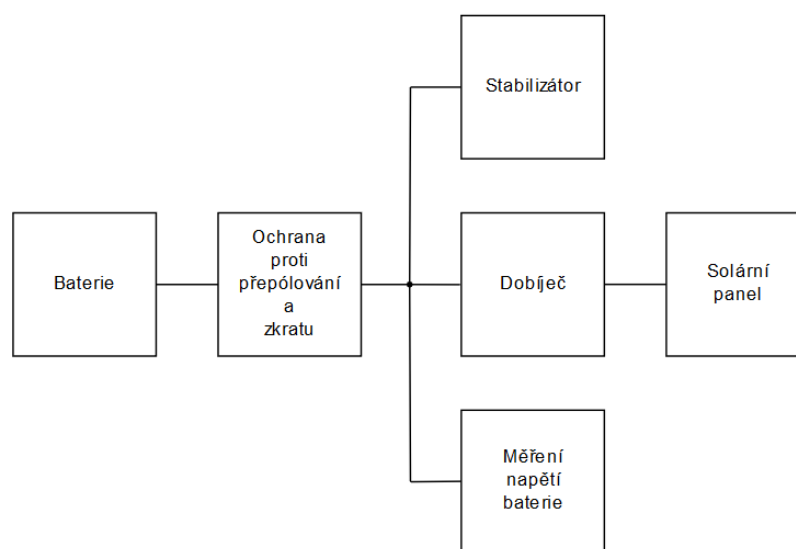 Stabilizátor
Baterie
Ochrana
proti
přepólování
a
zkratu
Dobíječ
Solární
panel
Měření
napětí
baterie